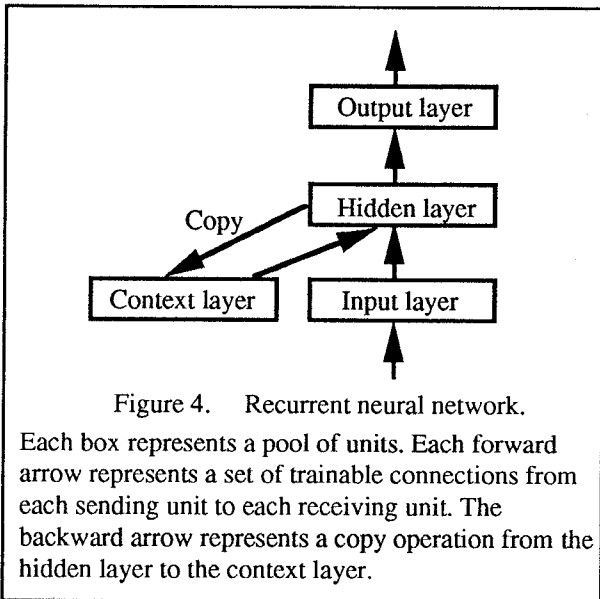 Output layer
Hidden layer
Copy
Context layer
Input layer
Figure 4. Recurrent neural network.
Each box represents a pool of units. Each forward
arrow represents a set of trainable connections from
each sending unit to each receiving unit. The
backward arrow represents a copy operation from the
hidden layer to the context layer.